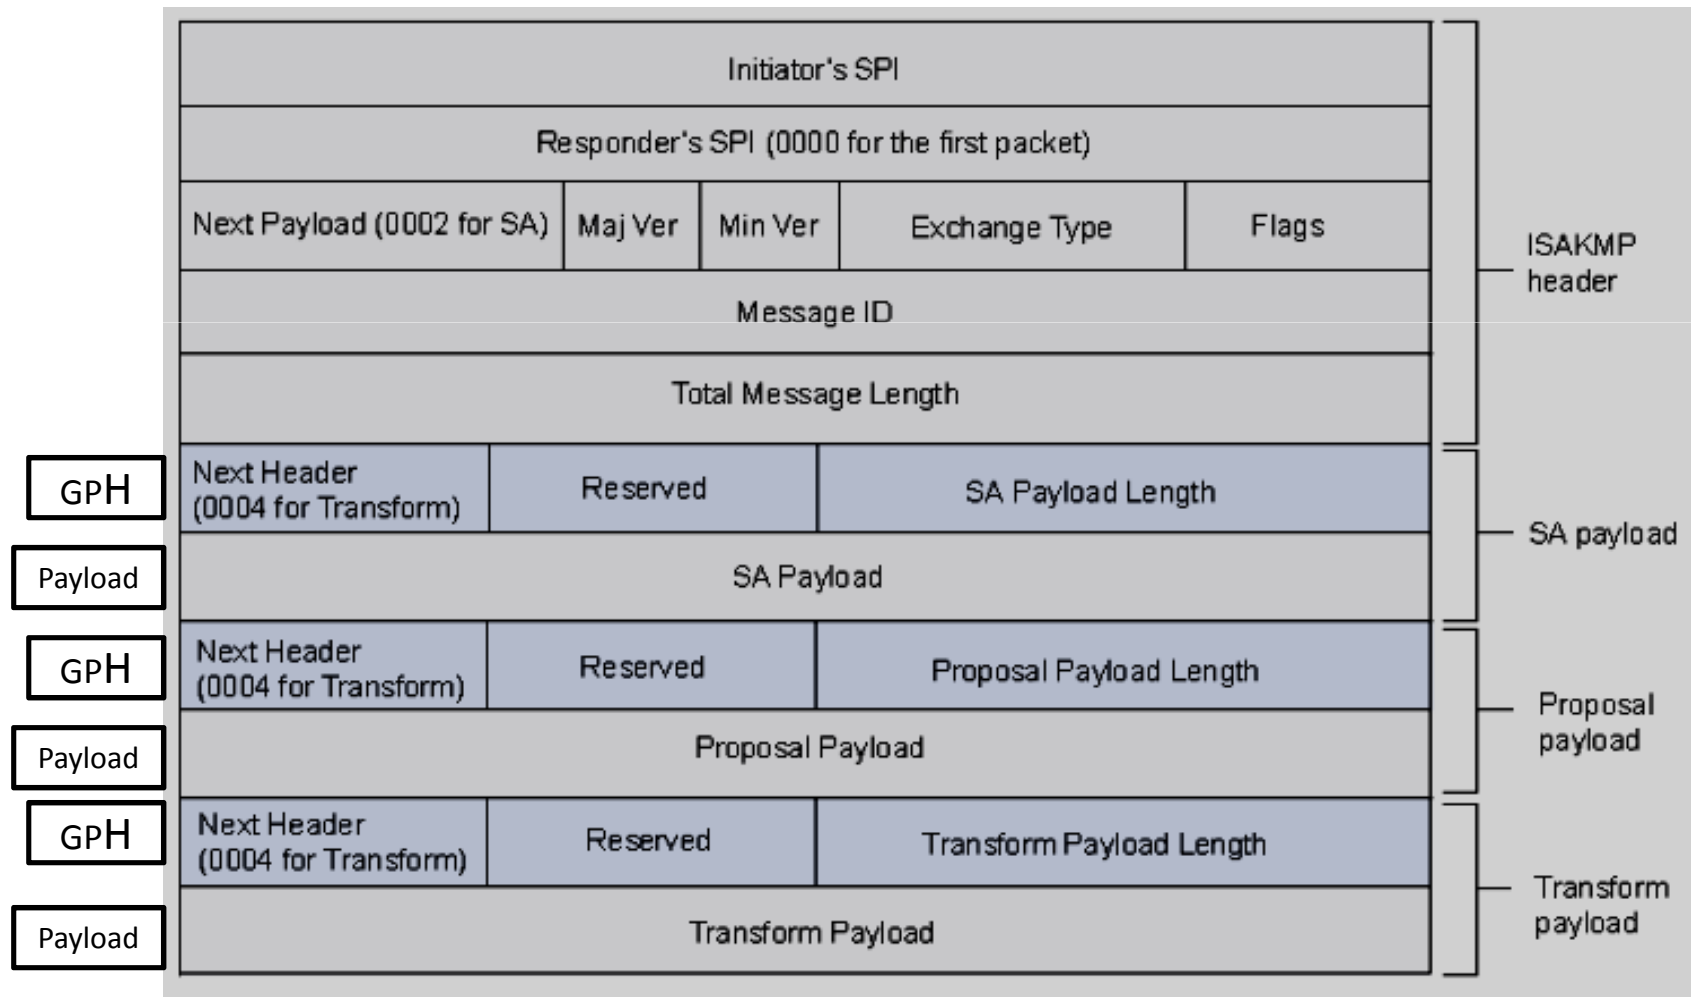 Initiator's SPI
Responder's SPI (0000 for the first packet)
Next Payload (0002 for SA)
Maj Ver
Min Ver
Exchange Type
Flags
Message ID
Total Message Length
ISAKMP
header
GPH
Next Header
(0004 for Transform)
Reserved
SA Payload Length
Payload
SA Payload
SA payload
GPH
Next Header
(0004 for Transform)
Reserved
Proposal Payload Length
Payload
Proposal Payload
Proposal
payload
GPH
Next Header
(0004 for Transform)
Reserved
Transform Payload Length
Payload
Transform Payload
Transform
payload